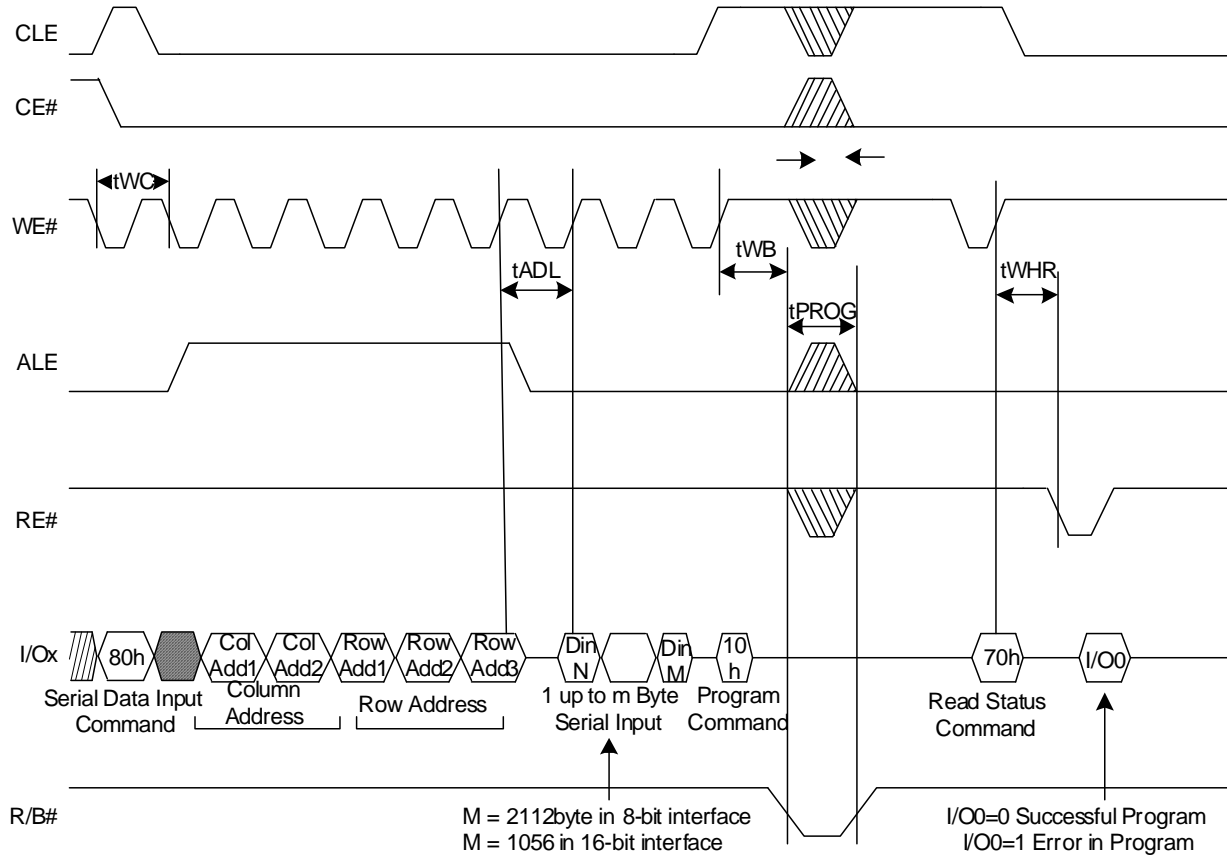 CLE
CE#
tWC
WE#
tADL
tWB
tWHR
tPROG
ALE
RE#
I/Ox
80h
Col
Add1
Col
Add2
Row
Add1
Row
Add2
Row
Add3
Din
N
Din
M
10
h
70h
I/O0
Serial Data Input
Command
Column
Address
Row Address
1 up to m Byte
Serial Input
Program
Command
Read Status
Command
R/B#
M = 2112byte in 8-bit interface
M = 1056 in 16-bit interface
I/O0=0 Successful Program
I/O0=1 Error in Program